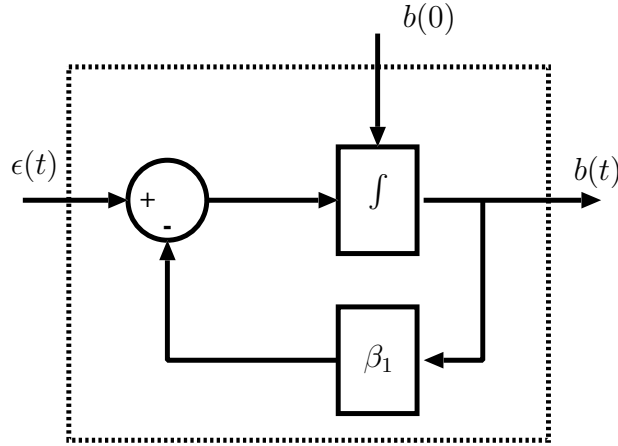 b(0)
ϵ(t)
b(t)
+
-
∫
β₁